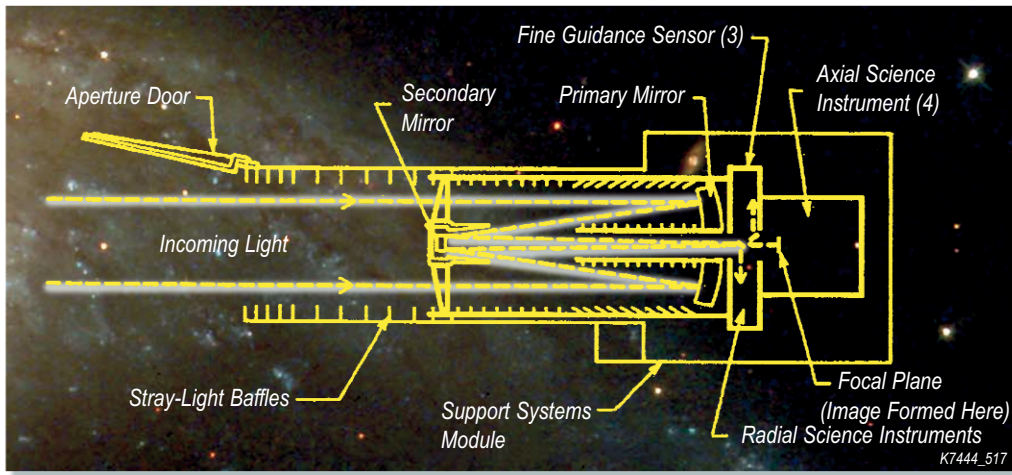 Fine Guidance Sensor (3)
Aperture Door
Secondary
Mirror
Primary Mirror
Axial Science
Instrument (4)
Incoming Light
Stray-Light Baffles
Support Systems
Module
Focal Plane
(Image Formed Here)
Radial Science Instruments
K7444_517